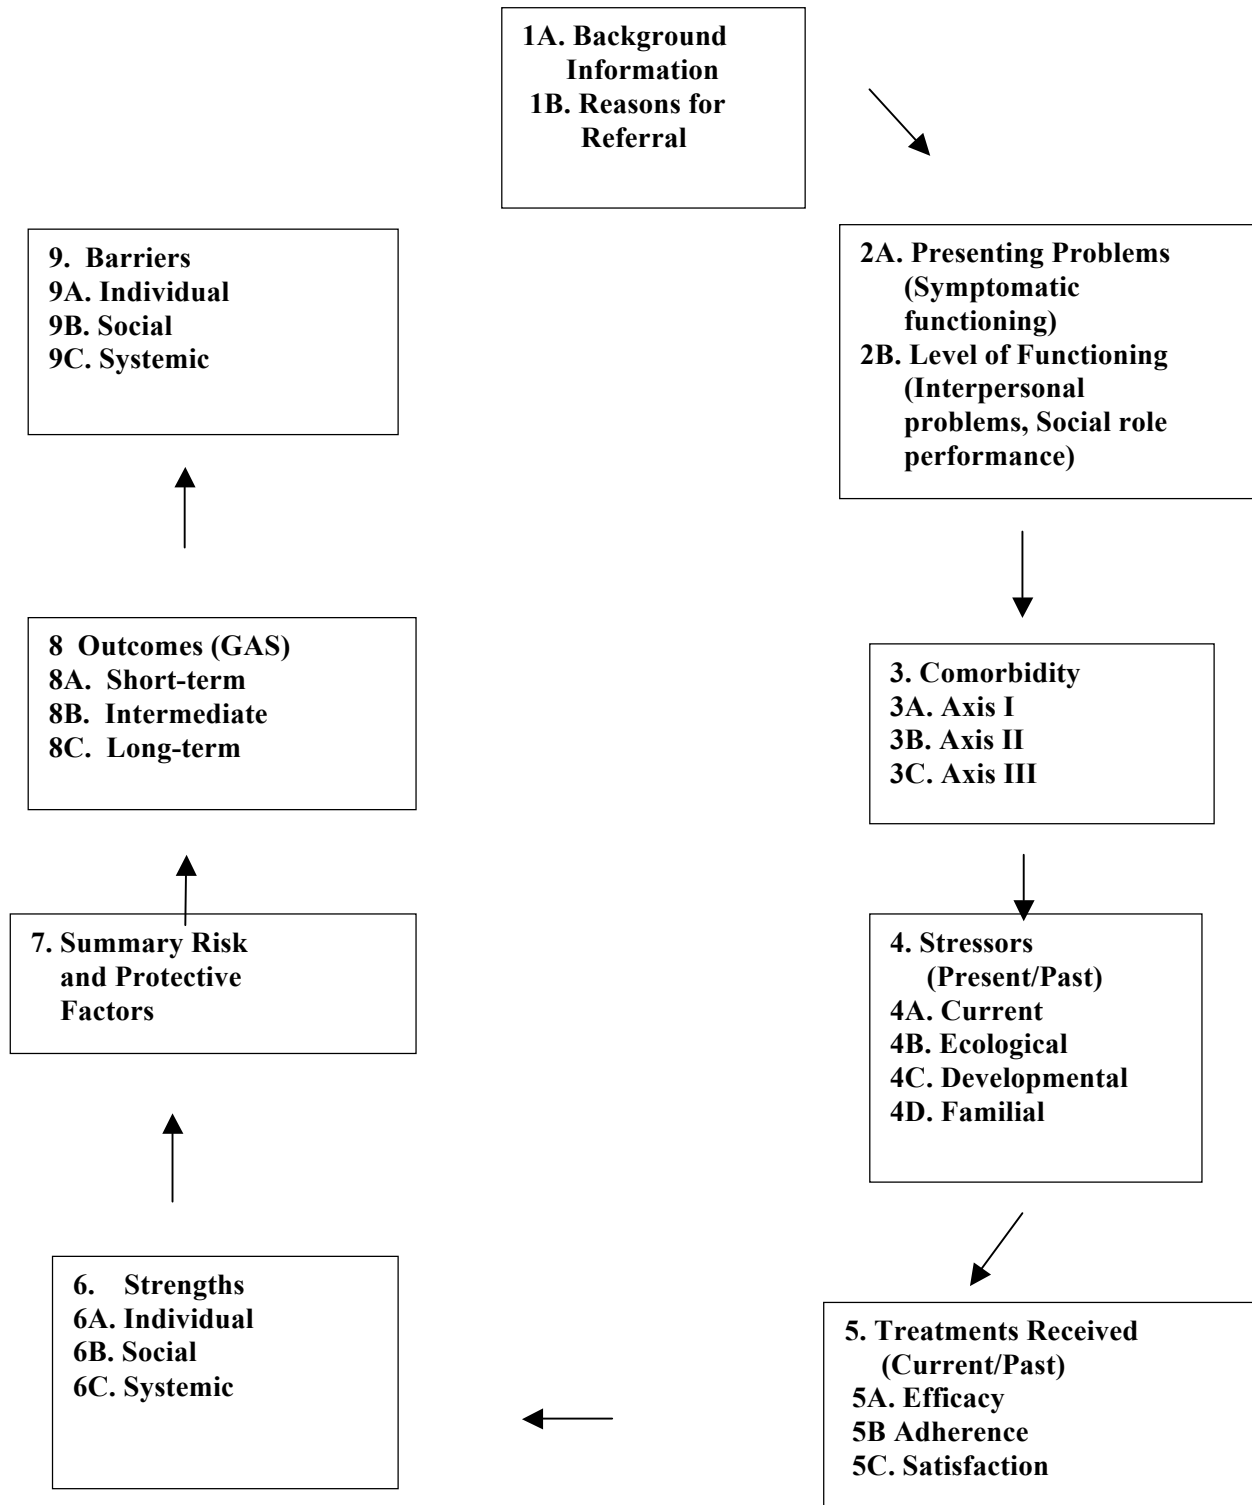 1A. Background
Information
1B. Reasons for
Referral
2A. Presenting Problems
(Symptomatic
functioning)
2B. Level of Functioning
(Interpersonal
problems, Social role
performance)
3. Comorbidity
3A. Axis I
3B. Axis II
3C. Axis III
4. Stressors
(Present/Past)
4A. Current
4B. Ecological
4C. Developmental
4D. Familial
5. Treatments Received
(Current/Past)
5A. Efficacy
5B Adherence
5C. Satisfaction
6. Strengths
6A. Individual
6B. Social
6C. Systemic
7. Summary Risk
and Protective
Factors
8 Outcomes (GAS)
8A. Short-term
8B. Intermediate
8C. Long-term
9. Barriers
9A. Individual
9B. Social
9C. Systemic